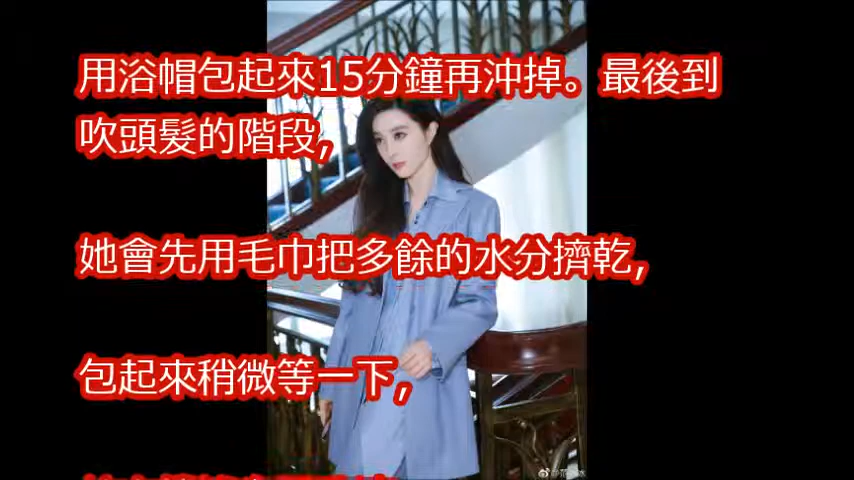 用浴帽包起來15分鐘再沖掉。最後到
吹頭髮的階段，
她會先用毛巾把多餘的水分擠乾，
包起來稍微等一下，